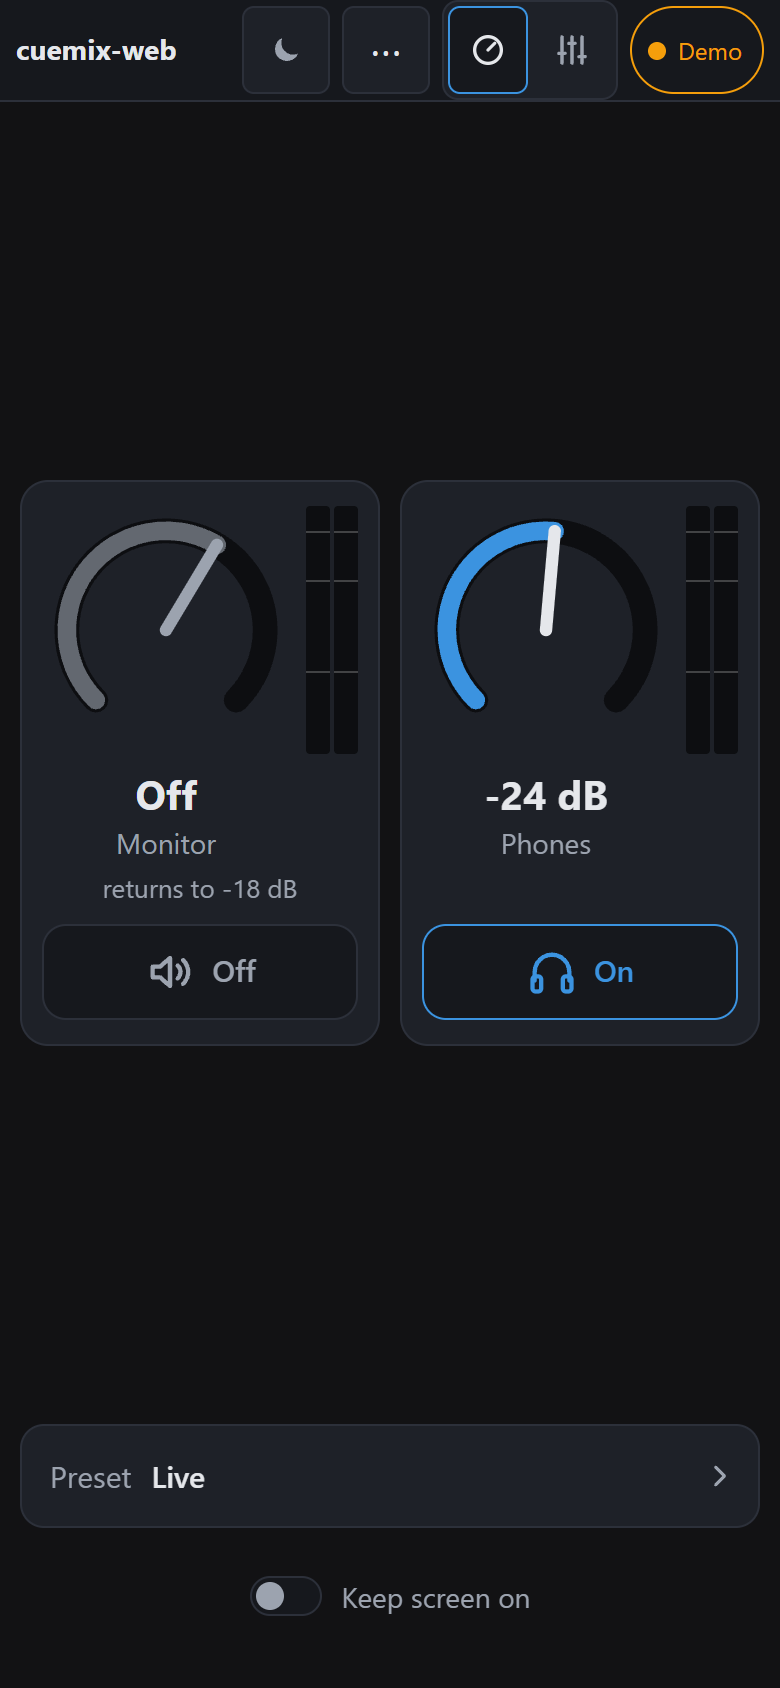 cuemix-web
... 
Demo
Off
Monitor
returns to -18 dB
Off
-24 dB
Phones
On
Preset Live
Keep screen on